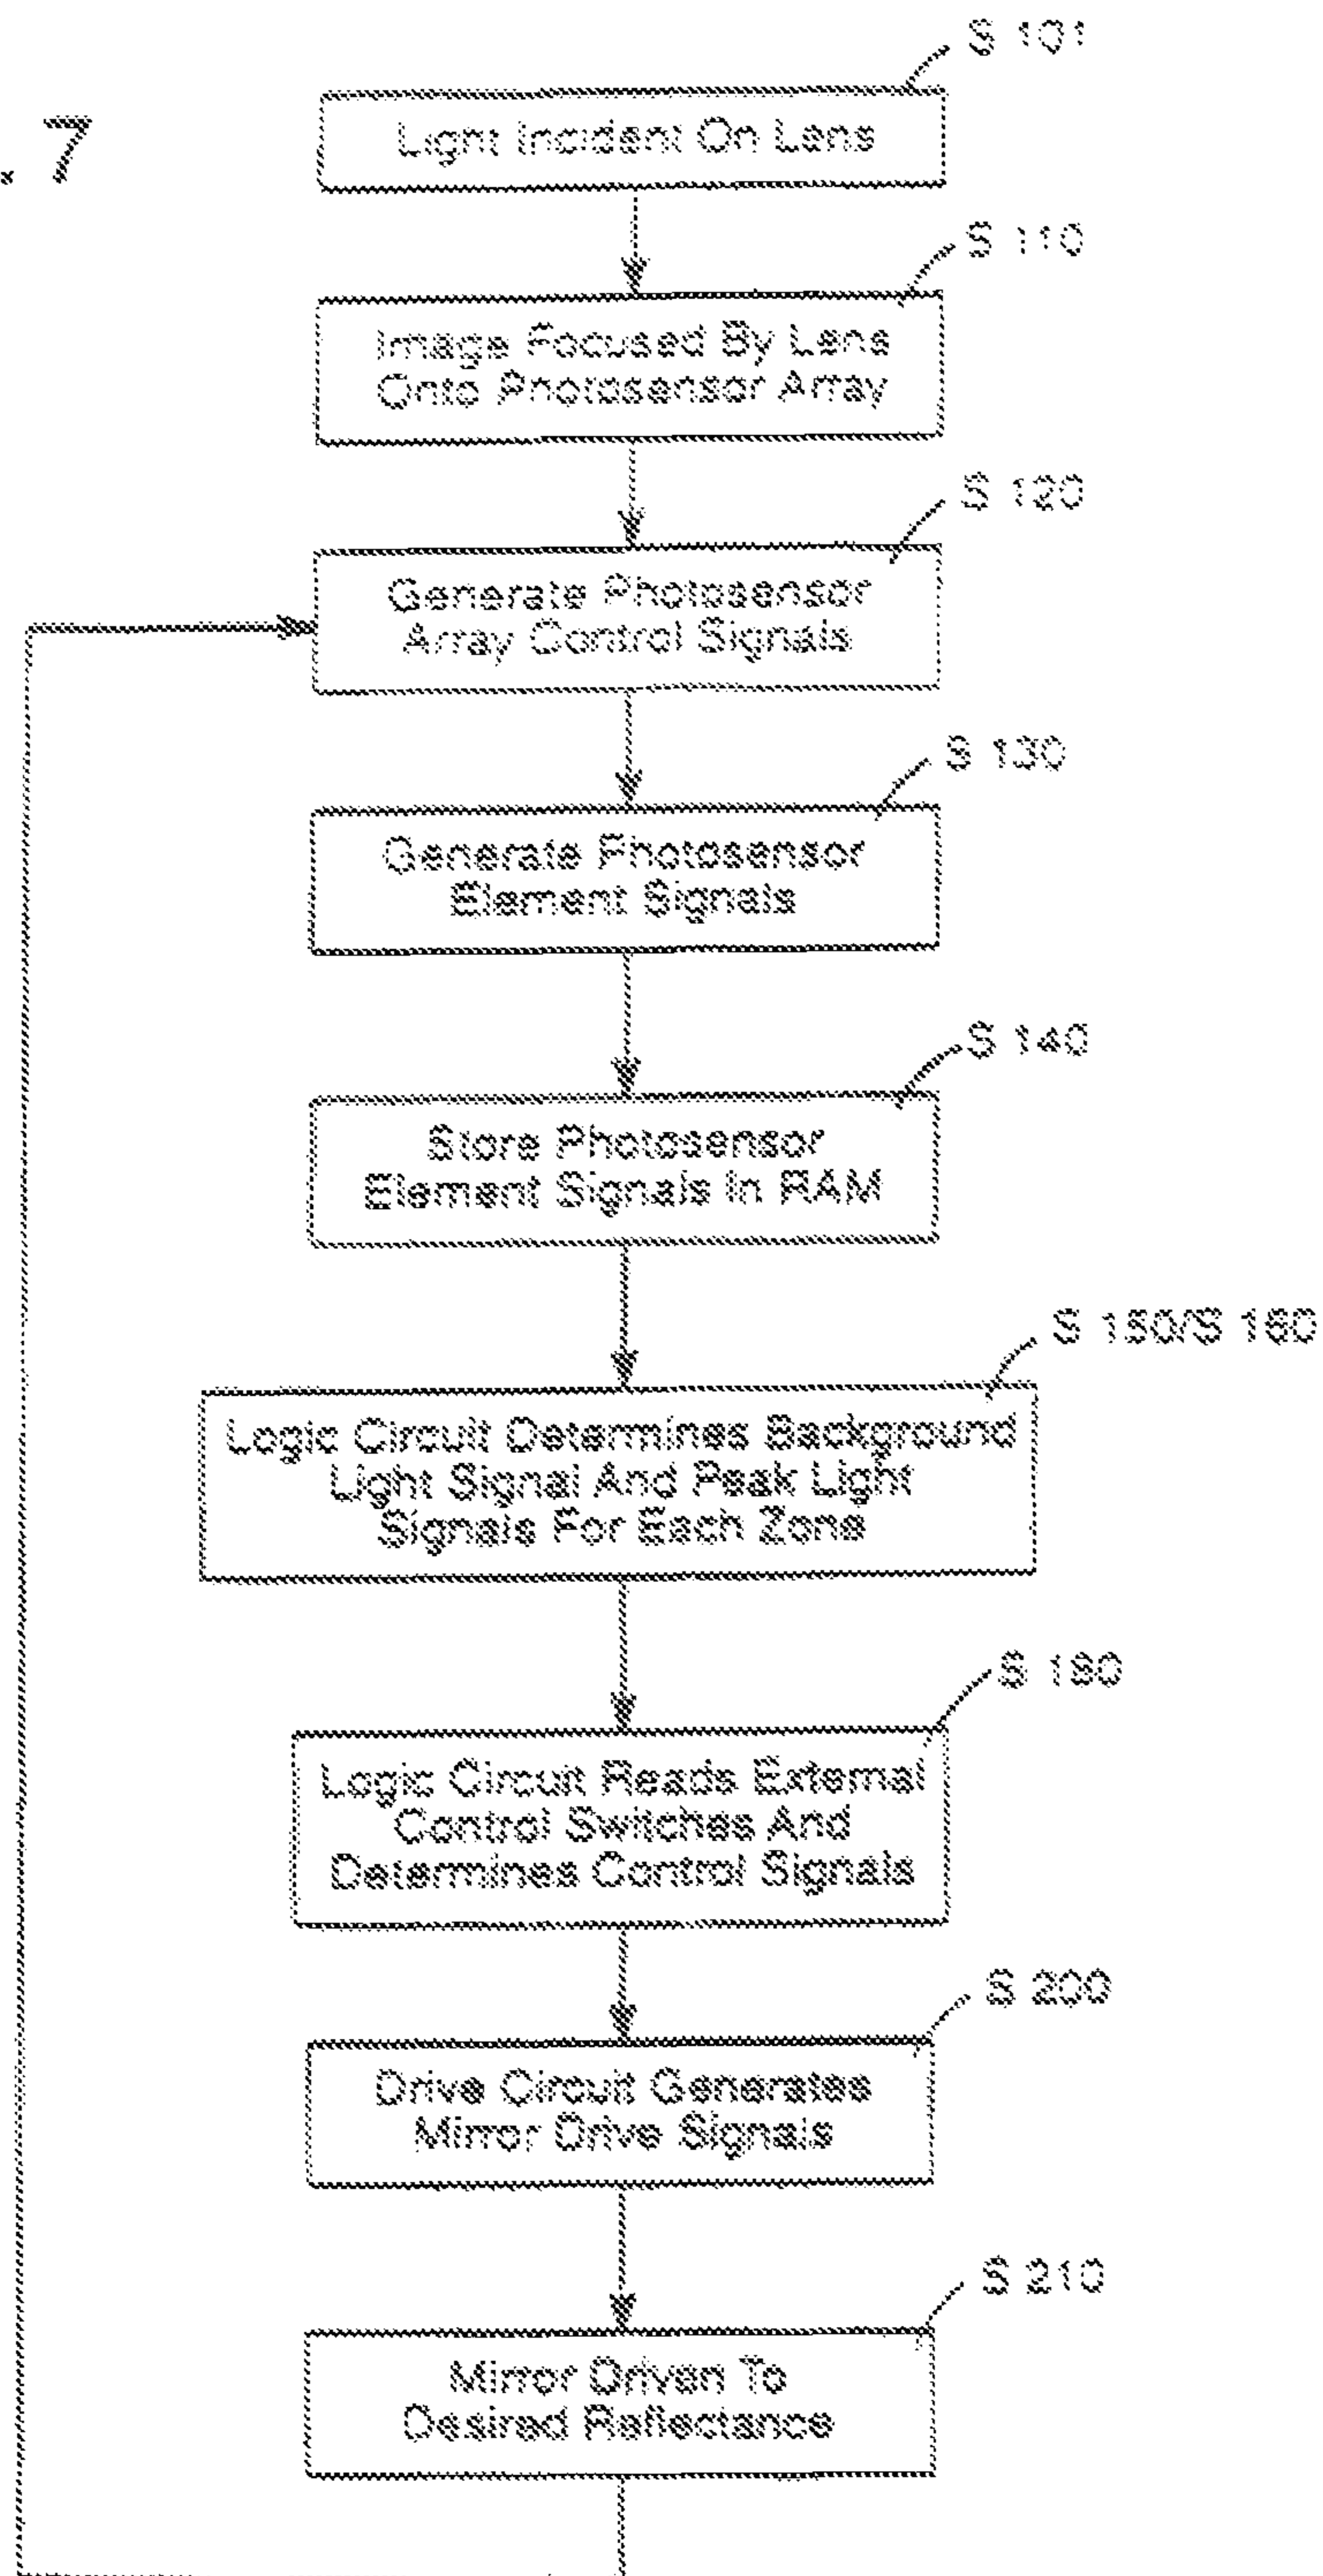 . 7
S 101
Light Incident On Lens
S 110
Image Focused By Lens
Onto Photosensor Array
S 120
Generate Photosensor
Array Control Signals
S 130
Generate Photosensor
Element Signals
S 140
Store Photosensor
Element Signals In RAM
S 150/S 160
Logic Circuit Determines Background
Light Signal And Peak Light
Signals For Each Zone
S 180
Logic Circuit Reads External
Control Switches And
Determines Control Signals
S 200
Drive Circuit Generates
Mirror Drive Signals
S 210
Mirror Driven To
Desired Reflectance